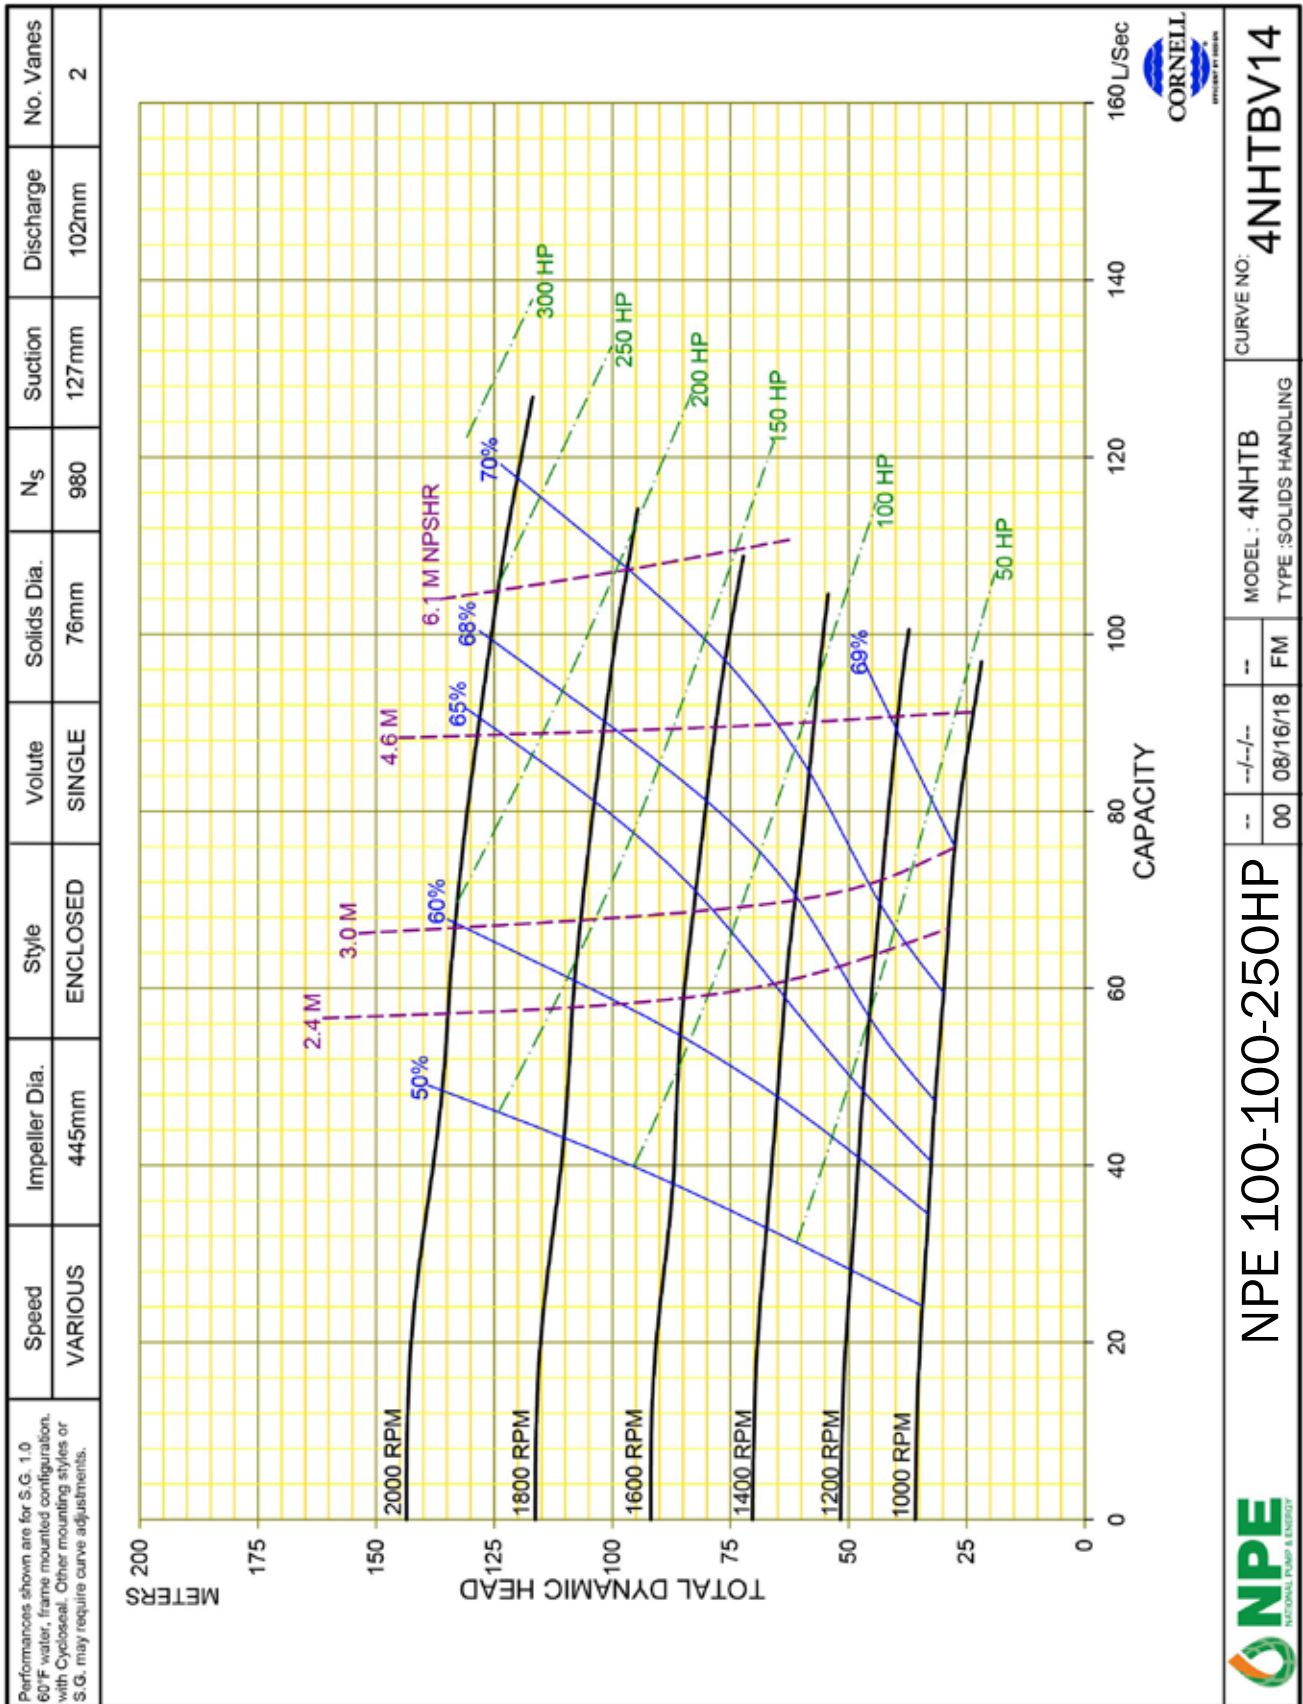 Performances shown are for S.G. 1.0
60°F water, frame mounted configuration,
with Cycloseal. Other mounting styles or
S.G. may require curve adjustments.
Speed Impeller Dia. Style Volute Solids Dia. NS Suction Discharge No. Vanes
VARIOUS 445mm ENCLOSED SINGLE 76mm 980 127mm 102mm 2
METERS
TOTAL DYNAMIC HEAD
200
175
150
125
100
75
50
25
0
2000 RPM
1800 RPM
1600 RPM
1400 RPM
1200 RPM
1000 RPM
2.4 M
3.0 M
4.6 M
6.1 M NPSHR
50%
60%
65%
68%
70%
69%
300 HP
250 HP
200 HP
150 HP
100 HP
50 HP
0 20 40 60 80 100 120 140 160 L/Sec
CAPACITY
CORNELL
EFFICIENT BY DESIGN
NPE
NATIONAL PUMP & ENERGY
NPE 100-100-250HP
-- --/--/-- --
00 08/16/18 FM
MODEL : 4NHTB
TYPE :SOLIDS HANDLING
CURVE NO:
4NHTBV14